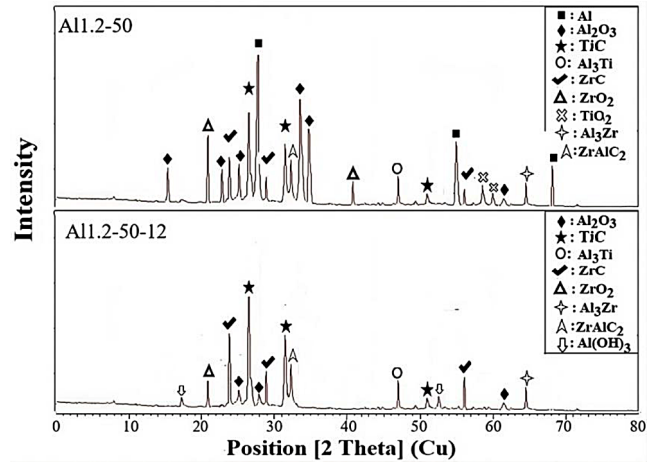 Al1.2-50
■ : Al
♦ : Al₂O₃
★ : TiC
O : Al₃Ti
✔ : ZrC
△ : ZrO₂
⊗ : TiO₂
✧ : Al₃Zr
⋏ : ZrAlC₂
Intensity
Al1.2-50-12
♦ : Al₂O₃
★ : TiC
O : Al₃Ti
✔ : ZrC
△ : ZrO₂
✧ : Al₃Zr
⋏ : ZrAlC₂
⇩ : Al(OH)₃
0 10 20 30 40 50 60 70 80
Position [2 Theta] (Cu)